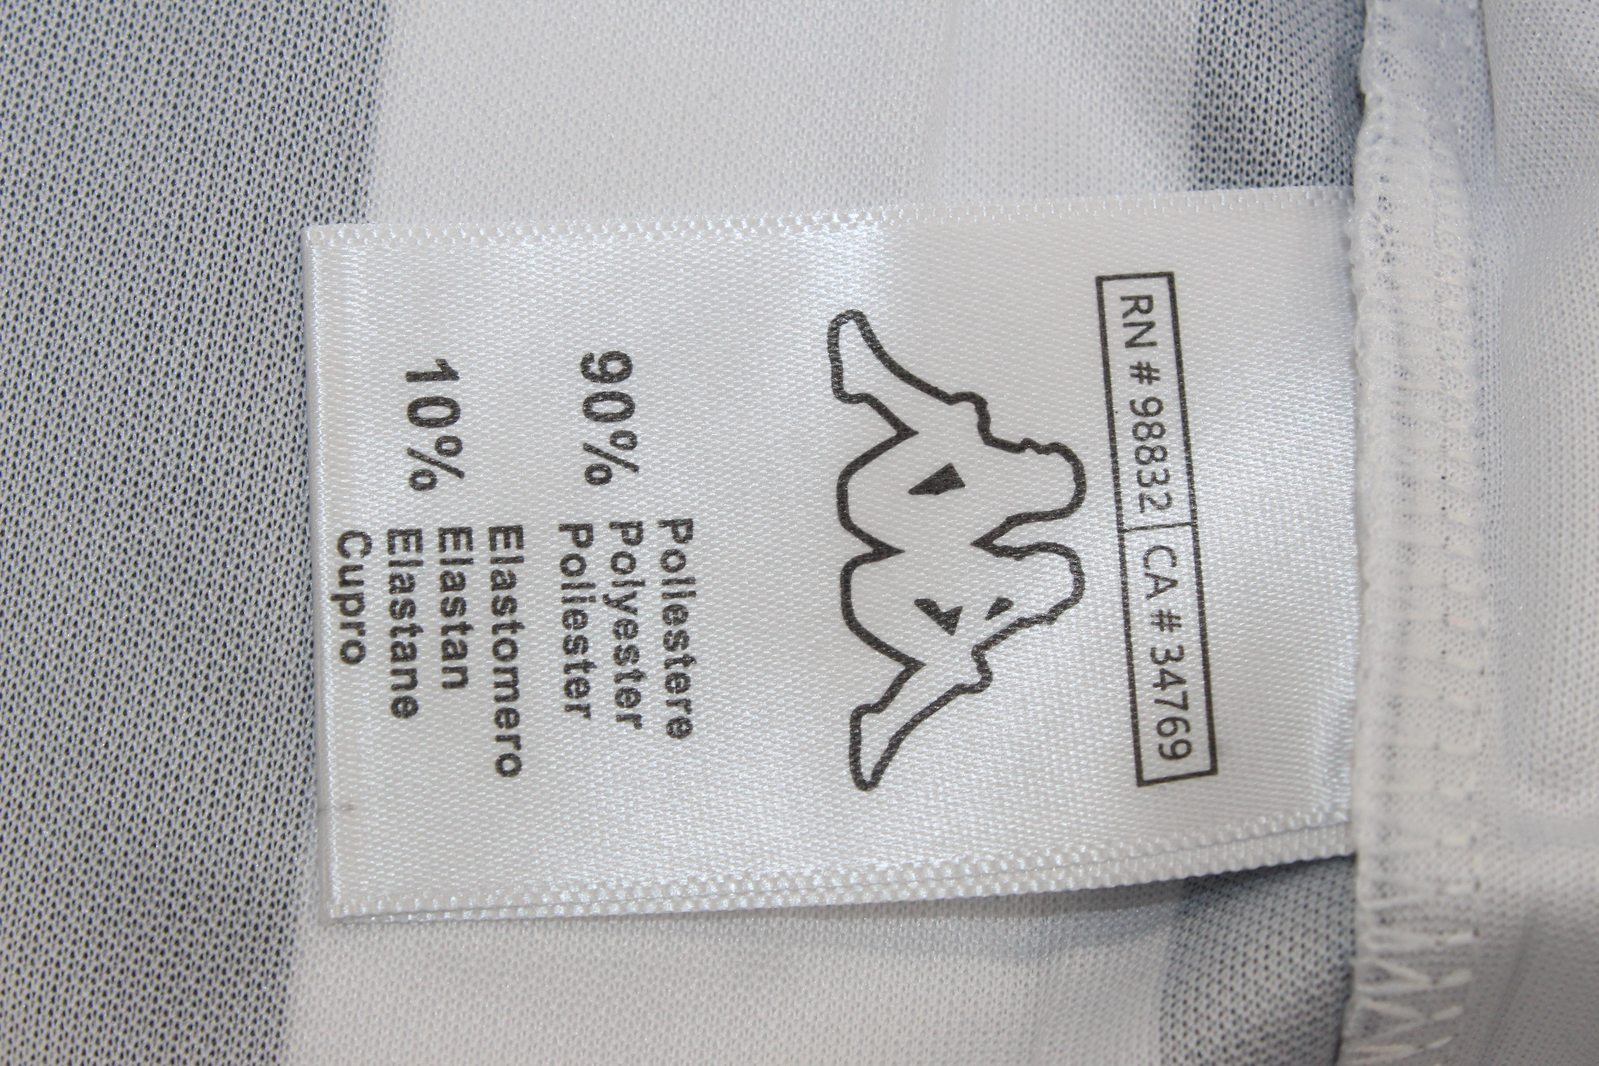 RN # 98832 CA # 34769
Poliestere
90% Polyester
Poliester
Elastomero
10% Elastan
Elastane
Cupro